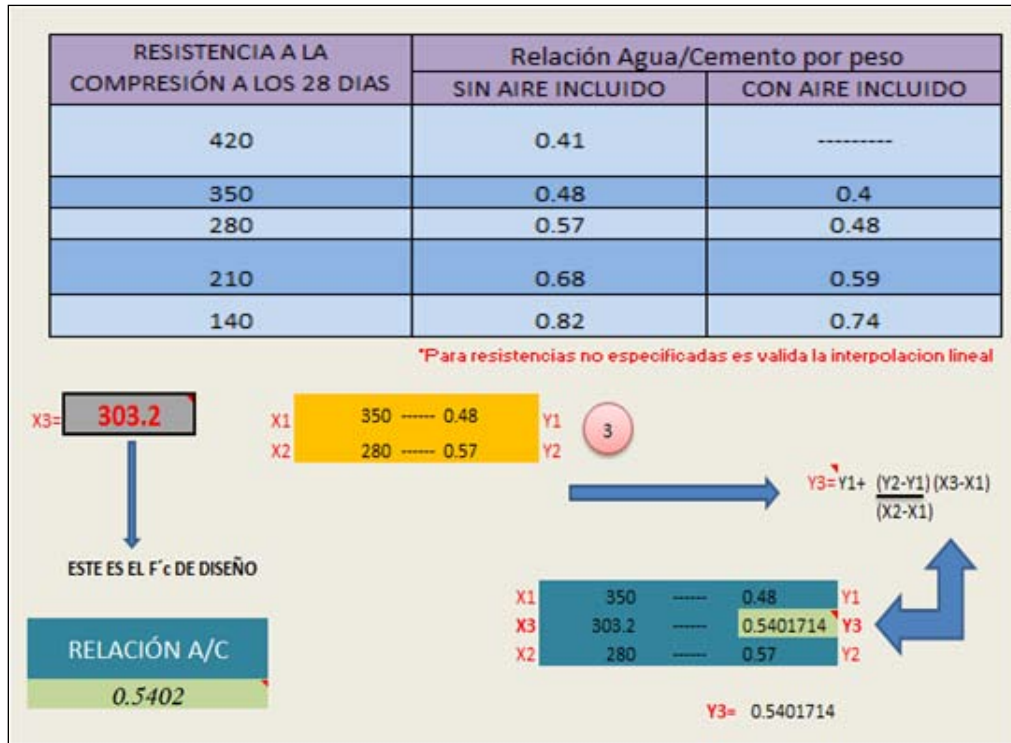 RESISTENCIA A LA
COMPRESIÓN A LOS 28 DIAS
Relación Agua/Cemento por peso
SIN AIRE INCLUIDO CON AIRE INCLUIDO
420 0.41 ---------
350 0.48 0.4
280 0.57 0.48
210 0.68 0.59
140 0.82 0.74
*Para resistencias no especificadas es valida la interpolacion lineal
X3= 303.2
X1 350 ------ 0.48 Y1
X2 280 ------ 0.57 Y2
3
Y3= Y1+ (Y2-Y1)(X3-X1)
(X2-X1)
ESTE ES EL F´c DE DISEÑO
X1 350 ------ 0.48 Y1
X3 303.2 ------ 0.5401714 Y3
X2 280 ------ 0.57 Y2
RELACIÓN A/C
0.5402
Y3= 0.5401714